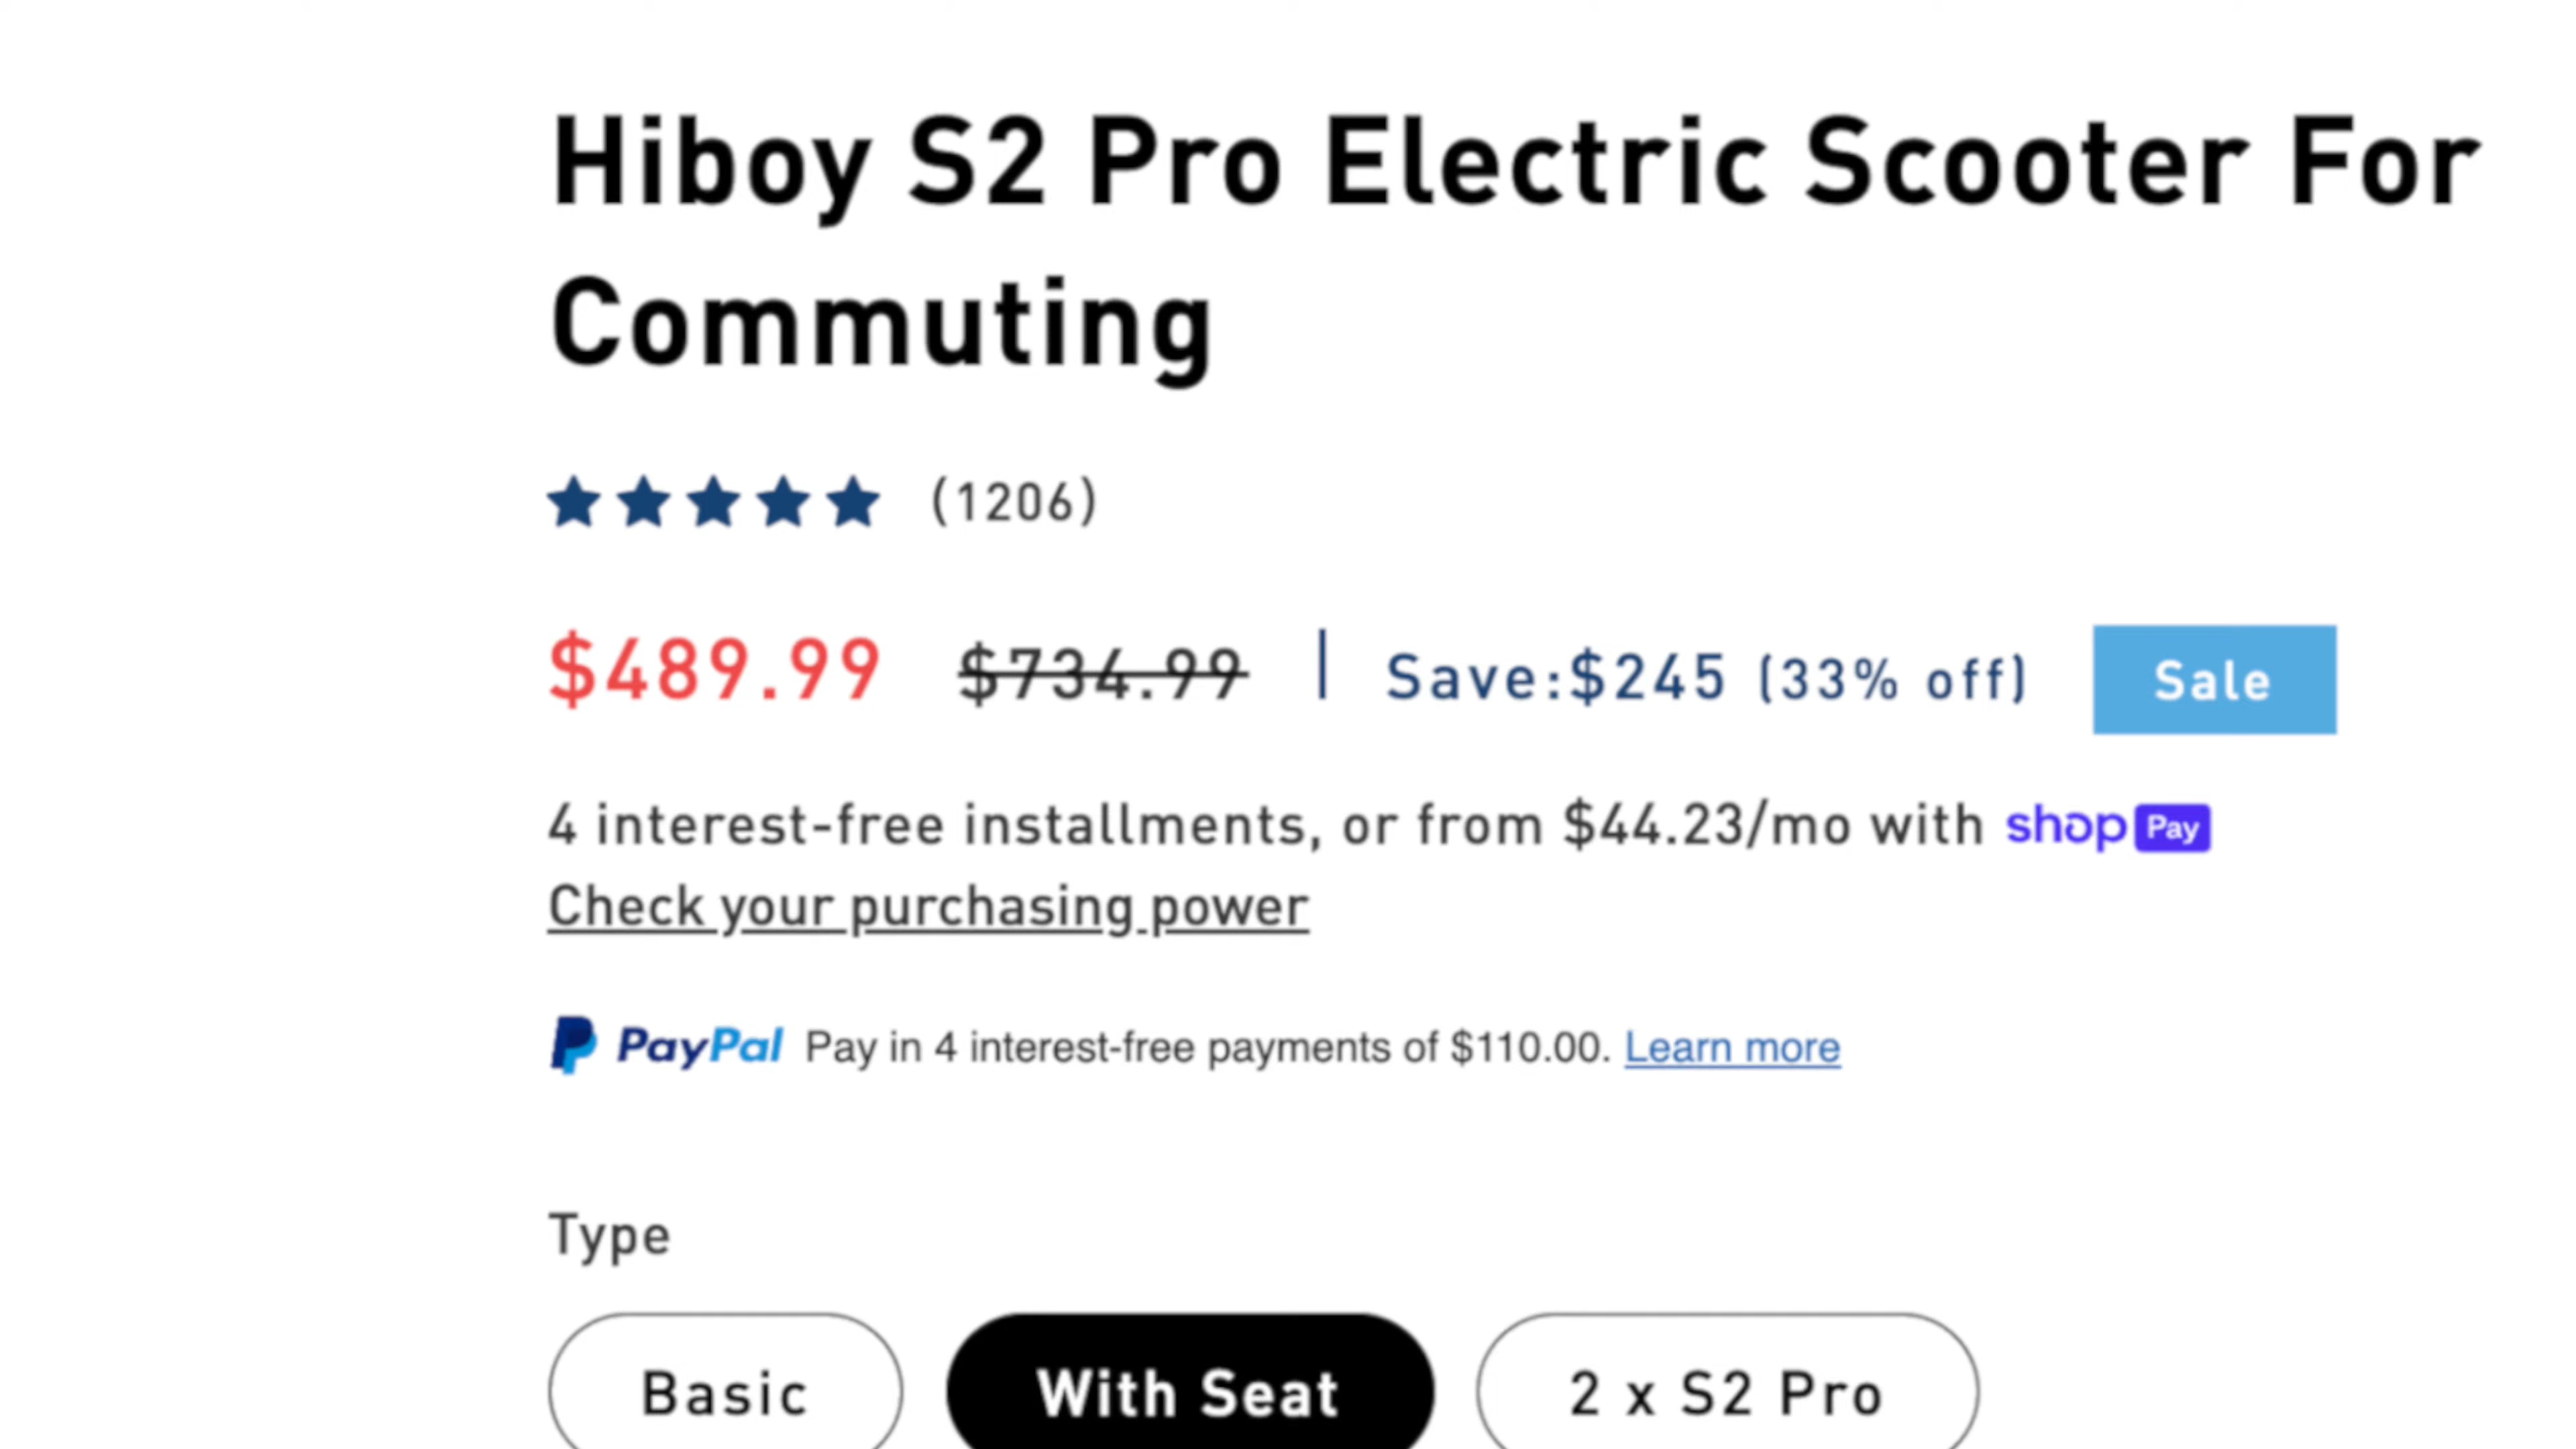 Hiboy S2 Pro Electric Scooter For
Commuting
(1206)
$489.99 $734.99 | Save:$245 (33% off) Sale
4 interest-free installments, or from $44.23/mo with shop Pay
Check your purchasing power
PayPal Pay in 4 interest-free payments of $110.00. Learn more
Type
Basic With Seat 2 x S2 Pro